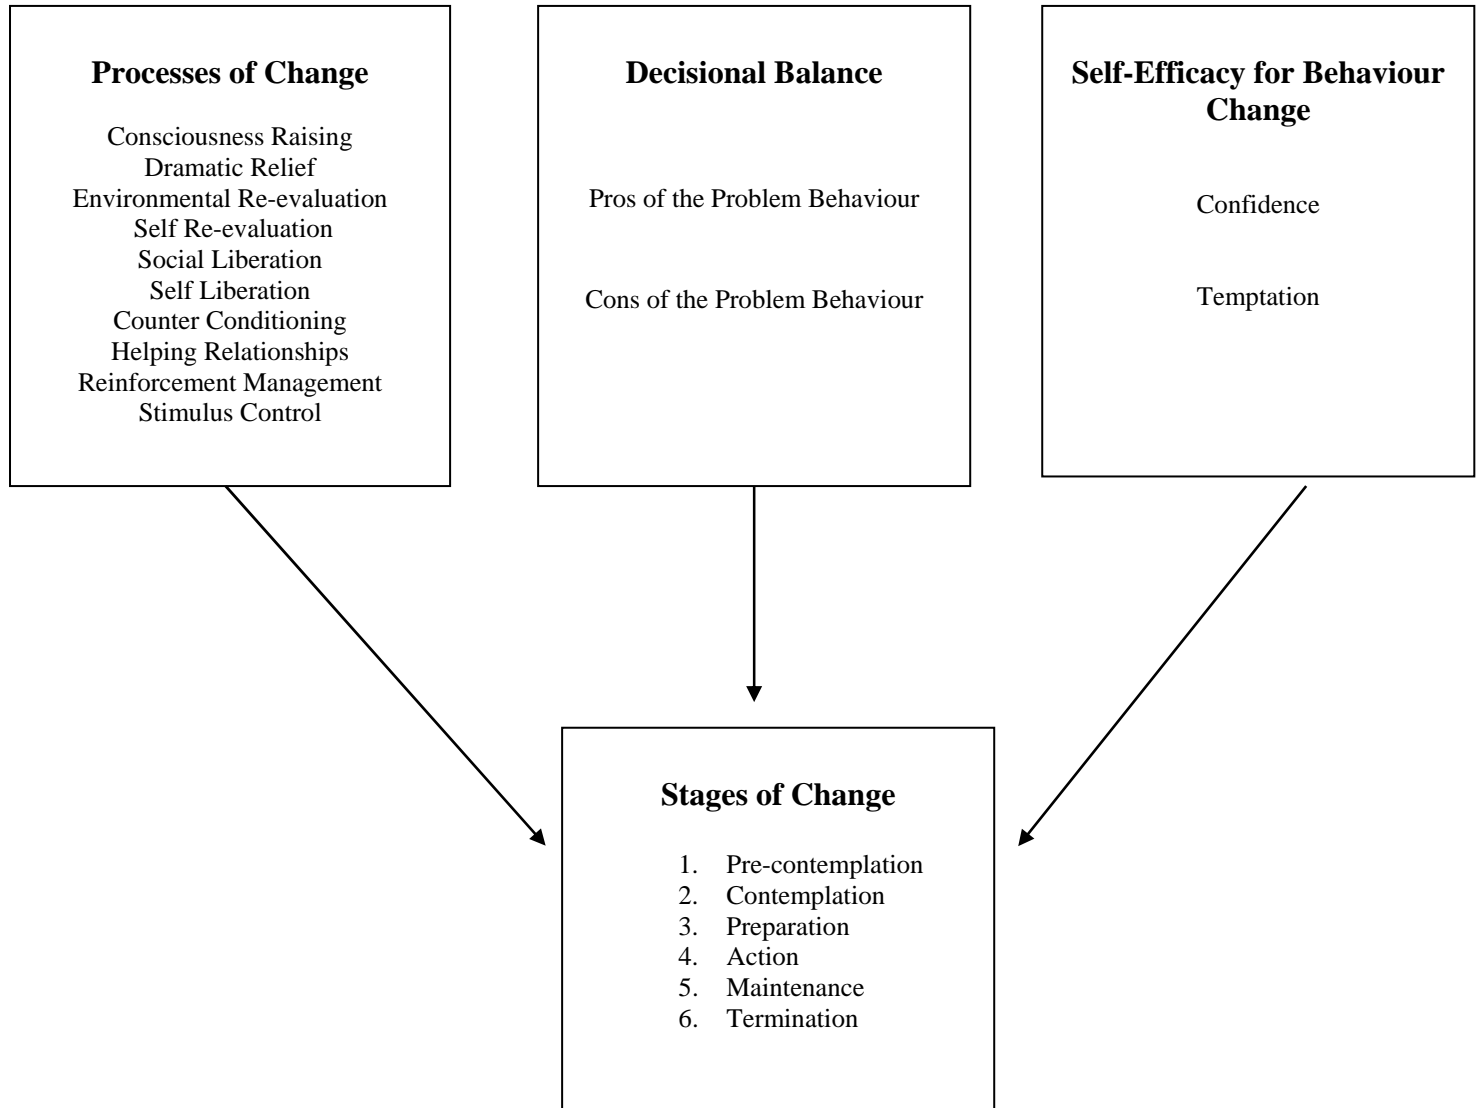 Processes of Change
Consciousness Raising
Dramatic Relief
Environmental Re-evaluation
Self Re-evaluation
Social Liberation
Self Liberation
Counter Conditioning
Helping Relationships
Reinforcement Management
Stimulus Control
Decisional Balance
Pros of the Problem Behaviour
Cons of the Problem Behaviour
Self-Efficacy for Behaviour
Change
Confidence
Temptation
Stages of Change
1. Pre-contemplation
2. Contemplation
3. Preparation
4. Action
5. Maintenance
6. Termination